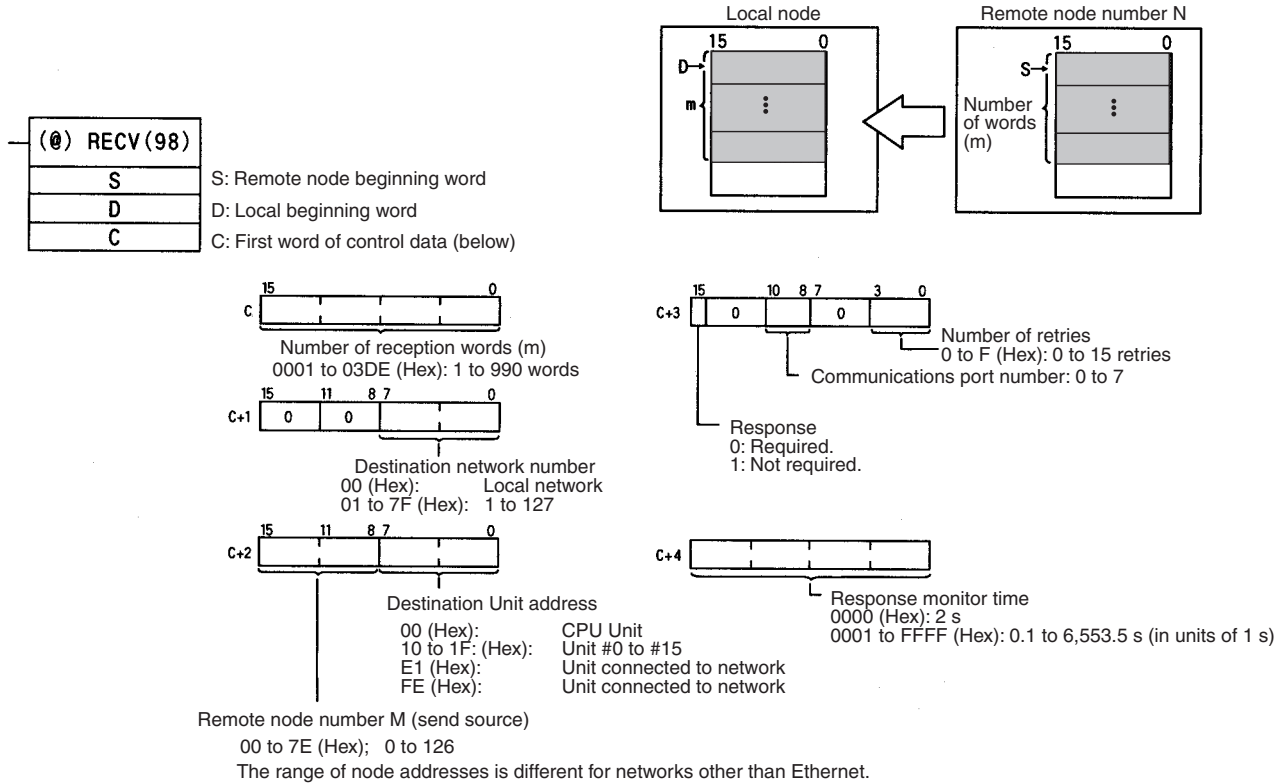 Local node
Remote node number N
15 0
D
m
15 0
S
Number
of words
(m)
(@) RECV(98)
S
S: Remote node beginning word
D
D: Local beginning word
C
C: First word of control data (below)
15 0
C
Number of reception words (m)
0001 to 03DE (Hex): 1 to 990 words
15 11 8 7 0
C+1 0 0
Destination network number
00 (Hex): Local network
01 to 7F (Hex): 1 to 127
15 11 8 7 0
C+2
Destination Unit address
00 (Hex): CPU Unit
10 to 1F: (Hex): Unit #0 to #15
E1 (Hex): Unit connected to network
FE (Hex): Unit connected to network
Remote node number M (send source)
00 to 7E (Hex); 0 to 126
The range of node addresses is different for networks other than Ethernet.
15 10 8 7 3 0
C+3 0 0
Number of retries
0 to F (Hex): 0 to 15 retries
Communications port number: 0 to 7
Response
0: Required.
1: Not required.
C+4
Response monitor time
0000 (Hex): 2 s
0001 to FFFF (Hex): 0.1 to 6,553.5 s (in units of 1 s)